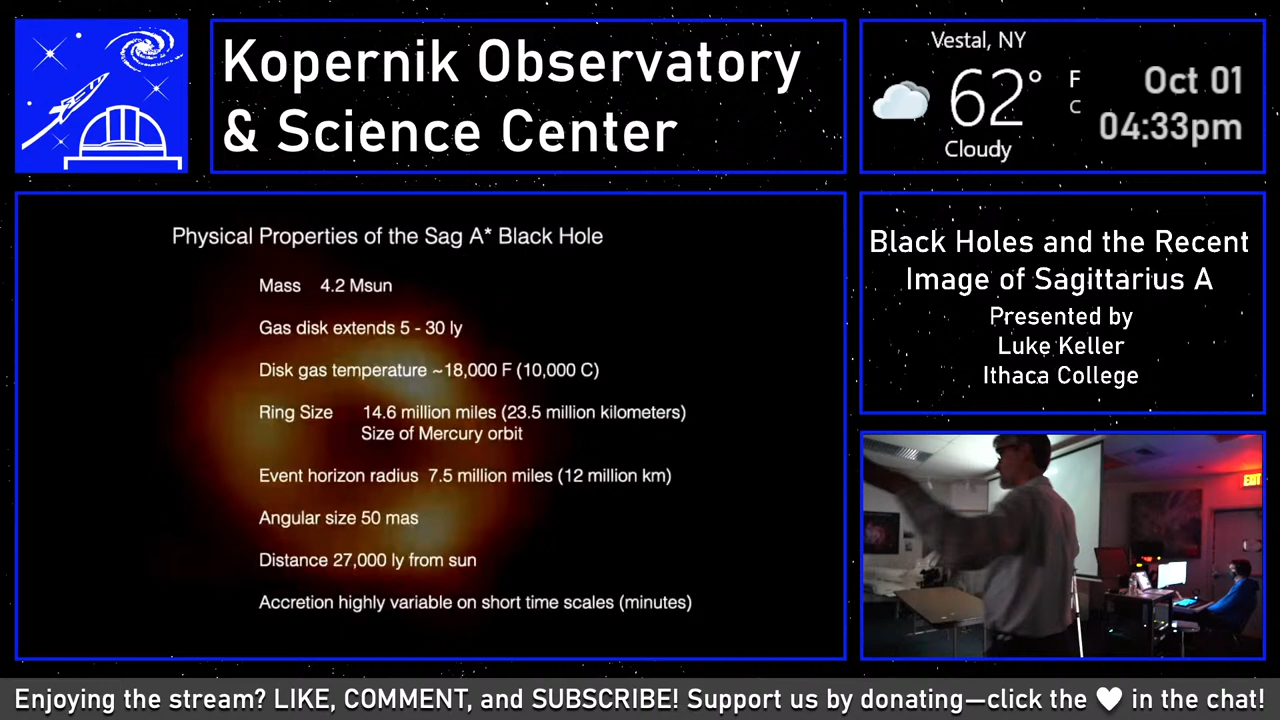 Kopernik Observatory
& Science Center
Vestal, NY
62° F
C
Cloudy
Oct 01
04:33pm
Physical Properties of the Sag A* Black Hole
Mass 4.2 Msun
Gas disk extends 5 - 30 ly
Disk gas temperature ~18,000 F (10,000 C)
Ring Size 14.6 million miles (23.5 million kilometers)
Size of Mercury orbit
Event horizon radius 7.5 million miles (12 million km)
Angular size 50 mas
Distance 27,000 ly from sun
Accretion highly variable on short time scales (minutes)
Black Holes and the Recent
Image of Sagittarius A
Presented by
Luke Keller
Ithaca College
EXIT
Enjoying the stream? LIKE, COMMENT, and SUBSCRIBE! Support us by donating—click the ♥ in the chat!